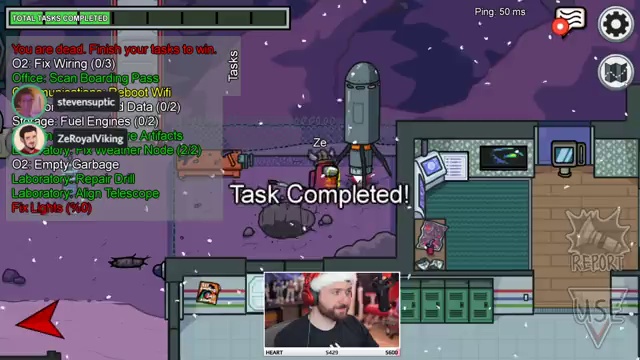 Ping: 50 ms
TOTAL TASKS COMPLETED
You are dead. Finish your tasks to win.
O2: Fix Wiring (0/3)
Office: Scan Boarding Pass
Reboot Wifi
stevensuptic
Data (0/2)
Storage: Fuel Engines (0/2)
Artifacts
ZeRoyalViking
Fix Weather Node (2/2)
O2: Empty Garbage
Laboratory: Repair Drill
Laboratory: Align Telescope
Fix Lights (%0)
Tasks
Ze
Task Completed!
REPORT
USE
HEART 5429 5600